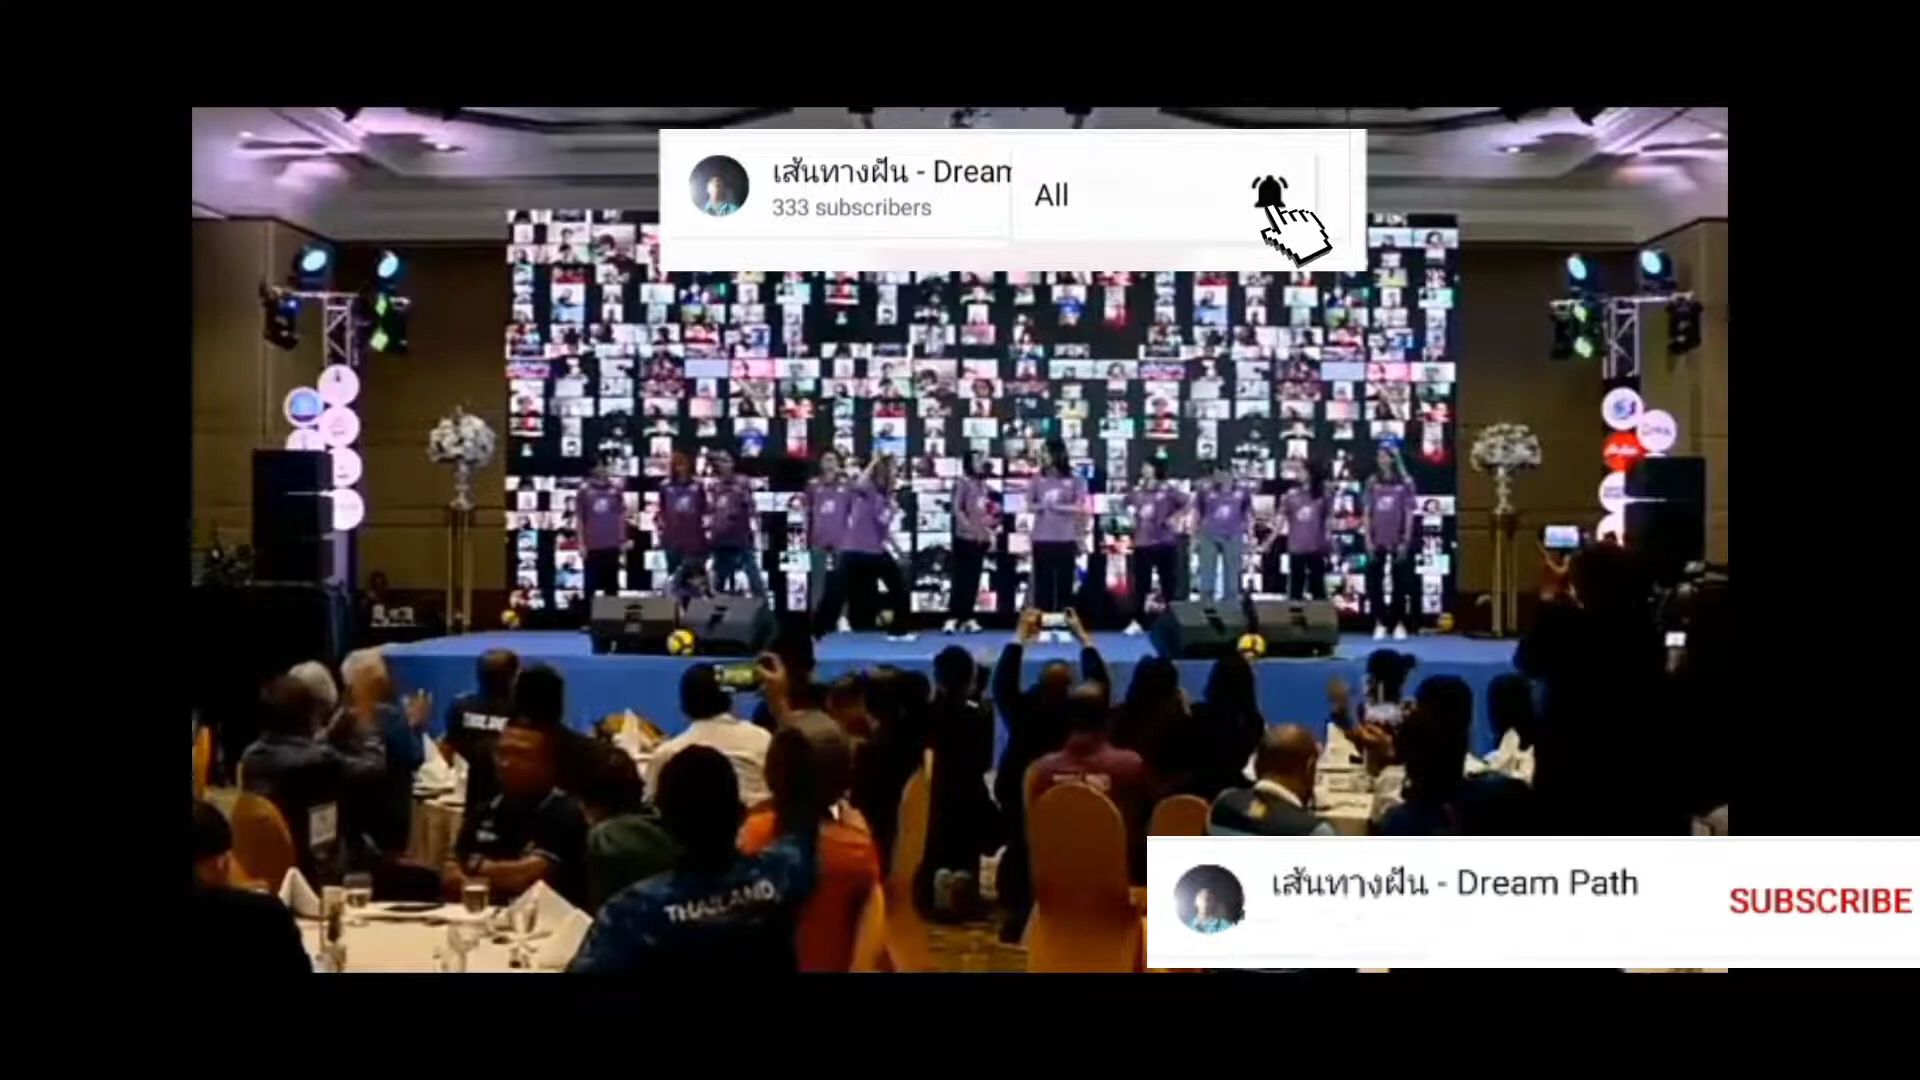 เส้นทางฝัน - Dream
333 subscribers
All
THAILAND
เส้นทางฝัน - Dream Path
SUBSCRIBE